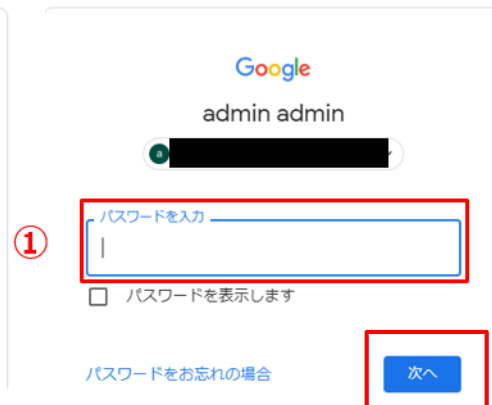 Google
admin admin
a
①
パスワードを入力
パスワードを表示します
パスワードをお忘れの場合
次へ